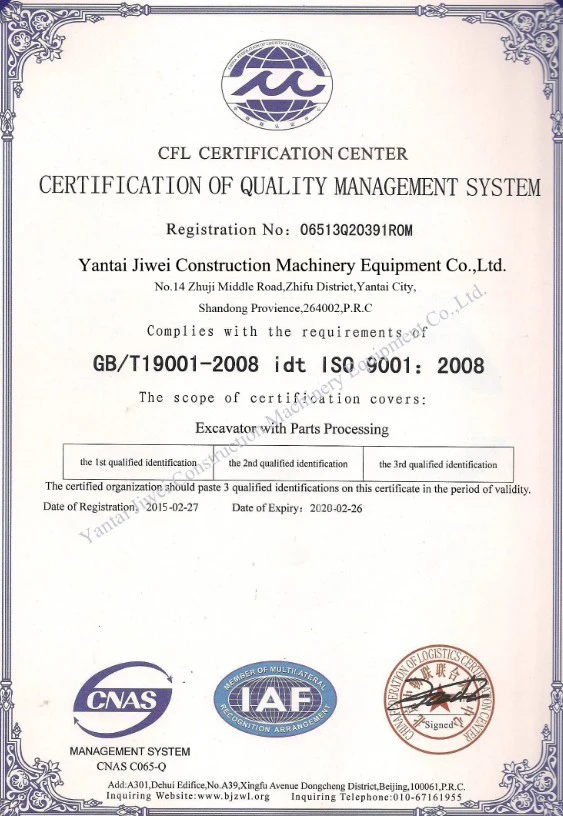 CFL CERTIFICATION CENTER
CERTIFICATION OF QUALITY MANAGEMENT SYSTEM
Registration No: 06513Q20391ROM
Yantai Jiwei Construction Machinery Equipment Co.,Ltd.
No.14 Zhuji Middle Road,Zhifu District,Yantai City,
Shandong Provience,264002,P.R.C
Complies with the requirements of
GB/T19001-2008 idt ISO 9001: 2008
The scope of certification covers:
Excavator with Parts Processing
the 1st qualified identification
the 2nd qualified identification
the 3rd qualified identification
The certified organization should paste 3 qualified identifications on this certificate in the period of validity.
Date of Registration: 2015-02-27 Date of Expiry: 2020-02-26
Yantai Jiwei Construction Machinery Equipment Co.,Ltd.
CNAS
MANAGEMENT SYSTEM
CNAS C065-Q
MEMBER OF MULTILATERAL
IAF
RECOGNITION ARRANGEMENT
CHINA FEDERATION OF LOGISTICS CERTIFICATION CENTER
Signed
Add:A301,Dehui Edifice,No.A39,Xingfu Avenue Dongcheng District,Beijing,100061,P.R.C.
Inquiring Website:www.bjzwl.org Inquiring Telephone:010-67161955